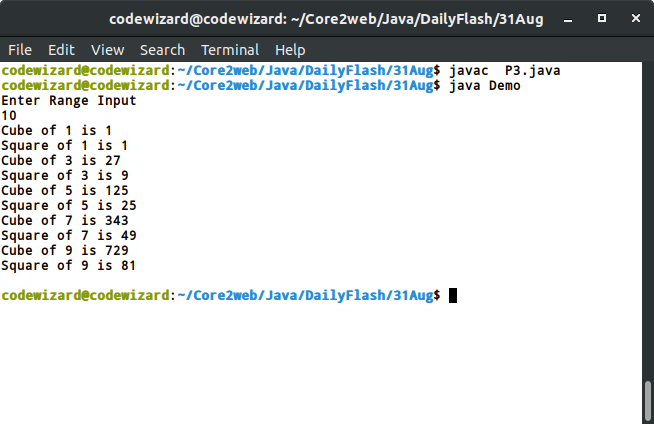 codewizard@codewizard: ~/Core2web/Java/DailyFlash/31Aug
File Edit View Search Terminal Help
codewizard@codewizard:~/Core2web/Java/DailyFlash/31Aug$ javac  P3.java
codewizard@codewizard:~/Core2web/Java/DailyFlash/31Aug$ java Demo
Enter Range Input
10
Cube of 1 is 1
Square of 1 is 1
Cube of 3 is 27
Square of 3 is 9
Cube of 5 is 125
Square of 5 is 25
Cube of 7 is 343
Square of 7 is 49
Cube of 9 is 729
Square of 9 is 81
codewizard@codewizard:~/Core2web/Java/DailyFlash/31Aug$